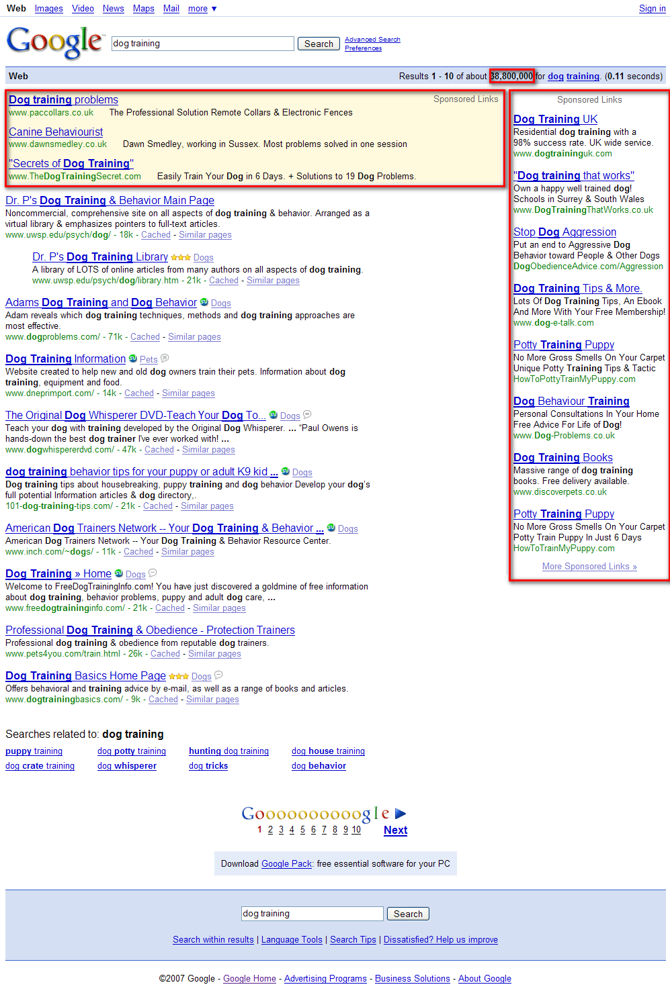 Web Images Video News Maps Mail more ▼ Sign in
Google™ dog training Search Advanced Search
Preferences
Web Results 1 - 10 of about 38,800,000 for dog training. (0.11 seconds)
Dog training problems Sponsored Links
www.paccollars.co.uk The Professional Solution Remote Collars & Electronic Fences
Canine Behaviourist
www.dawnsmedley.co.uk Dawn Smedley, working in Sussex. Most problems solved in one session
"Secrets of Dog Training"
www.TheDogTrainingSecret.com Easily Train Your Dog in 6 Days. + Solutions to 19 Dog Problems.
Dr. P's Dog Training & Behavior Main Page
Noncommercial, comprehensive site on all aspects of dog training & behavior. Arranged as a
virtual library & emphasizes pointers to full-text articles.
www.uwsp.edu/psych/dog/ - 18k - Cached - Similar pages
Dr. P's Dog Training Library Dogs
A library of LOTS of online articles from many authors on all aspects of dog training.
www.uwsp.edu/psych/dog/library.htm - 21k - Cached - Similar pages
Adams Dog Training and Dog Behavior Dogs
Adam reveals which dog training techniques, methods and dog training approaches are
most effective.
www.dogproblems.com/ - 71k - Cached - Similar pages
Dog Training Information Pets
Website created to help new and old dog owners train their pets. Information about dog
training, equipment and food.
www.dneprimport.com/ - 14k - Cached - Similar pages
The Original Dog Whisperer DVD-Teach Your Dog To... Dogs
Teach your dog with training developed by the Original Dog Whisperer. ... “Paul Owens is
hands-down the best dog trainer I've ever worked with! ...
www.dogwhispererdvd.com/ - 47k - Cached - Similar pages
dog training behavior tips for your puppy or adult K9 kid ... Dogs
Dog training tips about housebreaking, puppy training and dog behavior Develop your dog’s
full potential Information articles & dog directory,.
101-dog-training-tips.com/ - 21k - Cached - Similar pages
American Dog Trainers Network -- Your Dog Training & Behavior ... Dogs
American Dog Trainers Network -- Your Dog Training & Behavior Resource Center.
www.inch.com/~dogs/ - 11k - Cached - Similar pages
Dog Training » Home Dogs
Welcome to FreeDogTrainingInfo.com! You have just discovered a goldmine of free information
about dog training, behavior problems, puppy and adult dog care, ...
www.freedogtraininginfo.com/ - 21k - Cached - Similar pages
Professional Dog Training & Obedience - Protection Trainers
Professional dog training & obedience from reputable dog trainers.
www.pets4you.com/train.html - 26k - Cached - Similar pages
Dog Training Basics Home Page Dogs
Offers behavioral and training advice by e-mail, as well as a range of books and articles.
www.dogtrainingbasics.com/ - 9k - Cached - Similar pages
Sponsored Links
Dog Training UK
Residential dog training with a
98% success rate. UK wide service.
www.dogtraininguk.com
"Dog training that works"
Own a happy well trained dog!
Schools in Surrey & South Wales
www.DogTrainingThatWorks.co.uk
Stop Dog Aggression
Put an end to Aggressive Dog
Behavior toward People & Other Dogs
DogObedienceAdvice.com/Aggression
Dog Training Tips & More.
Lots Of Dog Training Tips, An Ebook
And More With Your Free Membership!
www.dog-e-talk.com
Potty Training Puppy
No More Gross Smells On Your Carpet
Unique Potty Training Tips & Tactic
HowToPottyTrainMyPuppy.com
Dog Behaviour Training
Personal Consultations In Your Home
Free Advice For Life of Dog!
www.Dog-Problems.co.uk
Dog Training Books
Massive range of dog training
books. Free delivery available.
www.discoverpets.co.uk
Potty Training Puppy
No More Gross Smells On Your Carpet
Potty Train Puppy In Just 6 Days
HowToTrainMyPuppy.com
More Sponsored Links »
Searches related to: dog training
puppy training dog potty training hunting dog training dog house training
dog crate training dog whisperer dog tricks dog behavior
Goooooooooogle
1 2 3 4 5 6 7 8 9 10 Next
Download Google Pack: free essential software for your PC
dog training Search
Search within results | Language Tools | Search Tips | Dissatisfied? Help us improve
©2007 Google - Google Home - Advertising Programs - Business Solutions - About Google